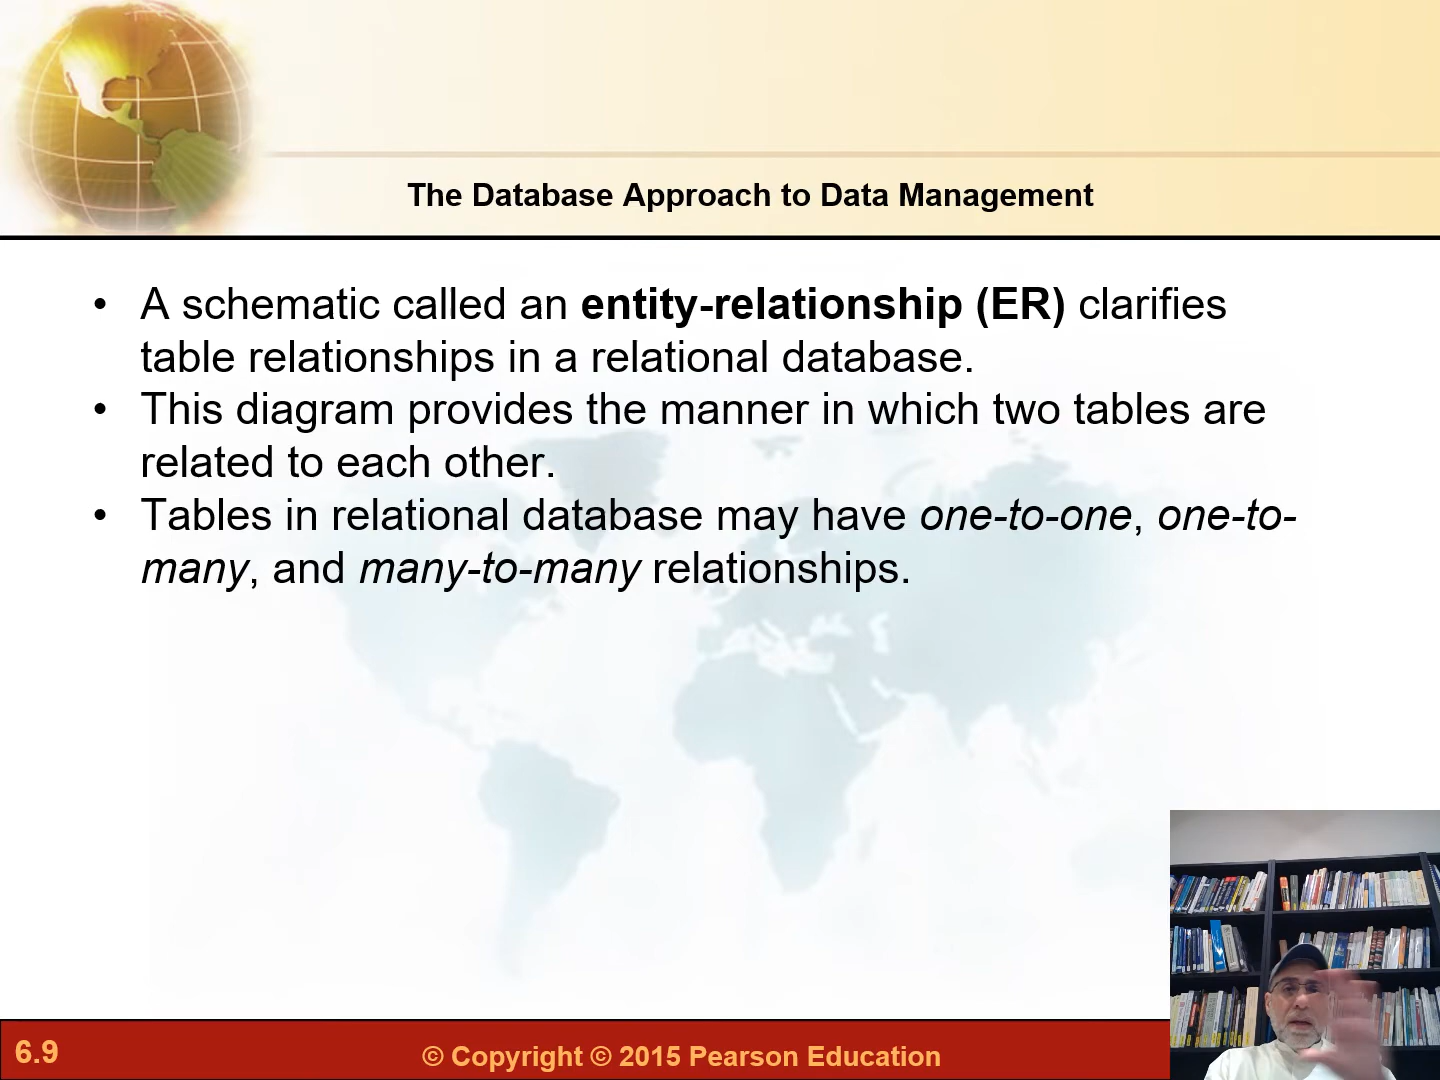 The Database Approach to Data Management
• A schematic called an entity-relationship (ER) clarifies
table relationships in a relational database.
• This diagram provides the manner in which two tables are
related to each other.
• Tables in relational database may have one-to-one, one-to-
many, and many-to-many relationships.
6.9
© Copyright © 2015 Pearson Education